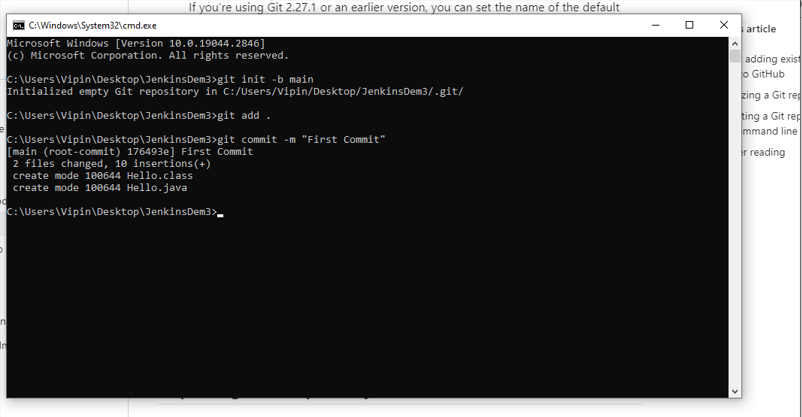 If you're using Git 2.27.1 or an earlier version, you can set the name of the default
C:\Windows\System32\cmd.exe
Microsoft Windows [Version 10.0.19044.2846]
(c) Microsoft Corporation. All rights reserved.
C:\Users\Vipin\Desktop\JenkinsDem3>git init -b main
Initialized empty Git repository in C:/Users/Vipin/Desktop/JenkinsDem3/.git/
C:\Users\Vipin\Desktop\JenkinsDem3>git add .
C:\Users\Vipin\Desktop\JenkinsDem3>git commit -m "First Commit"
[main (root-commit) 176493e] First Commit
2 files changed, 10 insertions(+)
create mode 100644 Hello.class
create mode 100644 Hello.java
C:\Users\Vipin\Desktop\JenkinsDem3>
s article
adding exist
to GitHub
zing a Git rep
ting a Git rep
mmand line
er reading